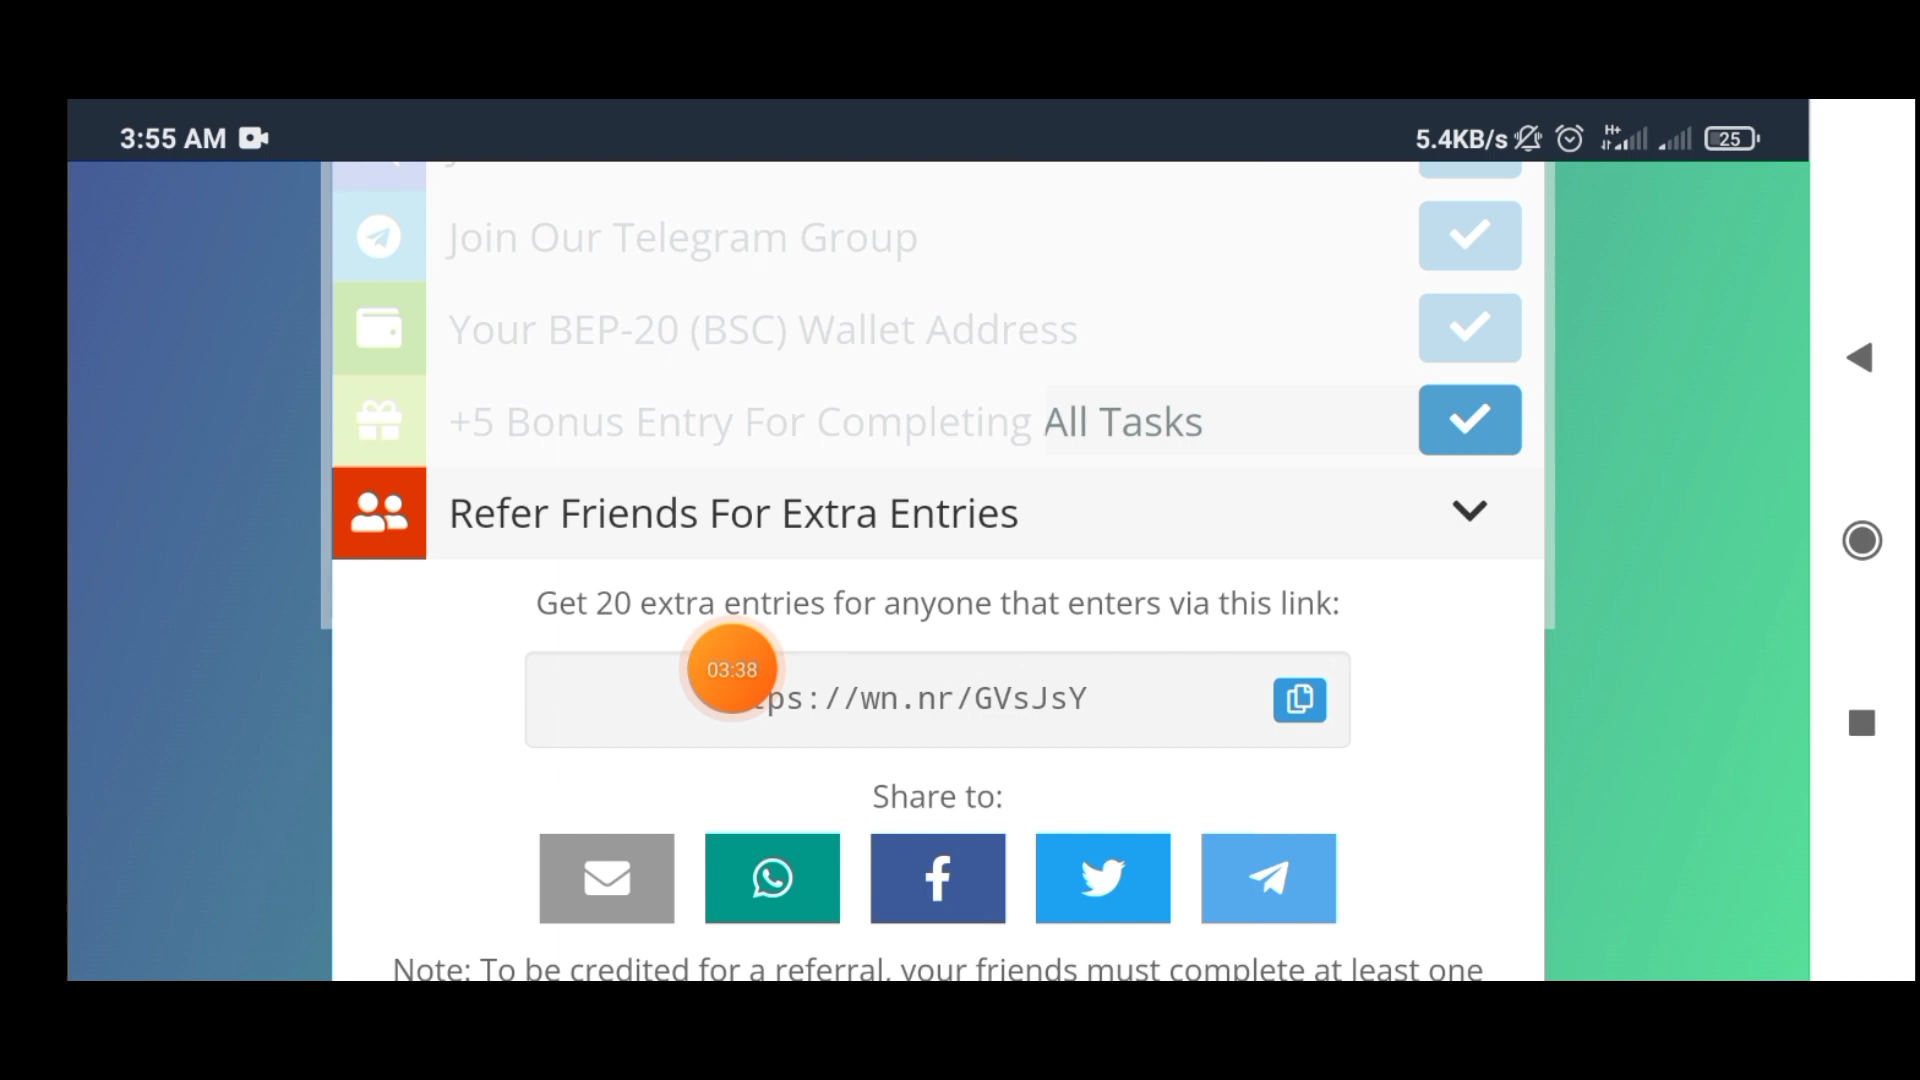 3:55 AM
5.4KB/s
H+
25
Join Our Telegram Group
Your BEP-20 (BSC) Wallet Address
+5 Bonus Entry For Completing All Tasks
Refer Friends For Extra Entries
Get 20 extra entries for anyone that enters via this link:
03:38
ps://wn.nr/GVsJsY
Share to:
Note: To be credited for a referral, your friends must complete at least one